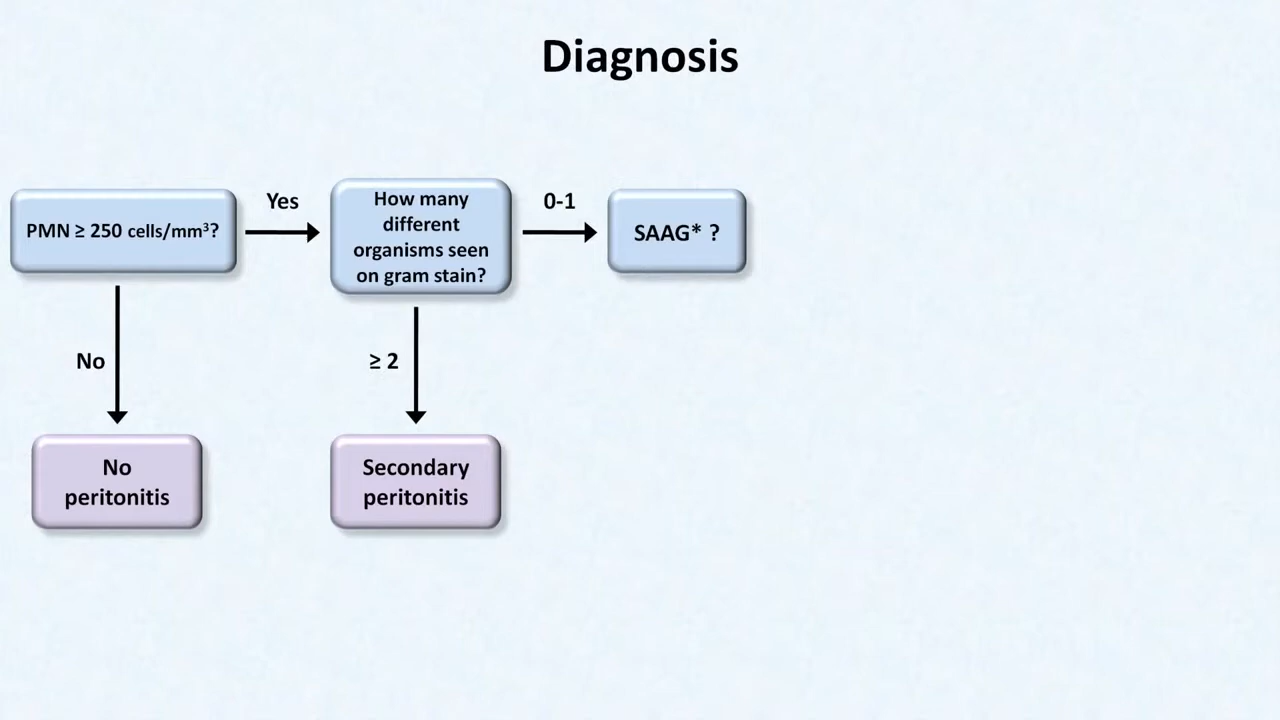 Diagnosis
PMN ≥ 250 cells/mm³?
Yes
How many
different
organisms seen
on gram stain?
0-1
SAAG* ?
No
≥ 2
No
peritonitis
Secondary
peritonitis